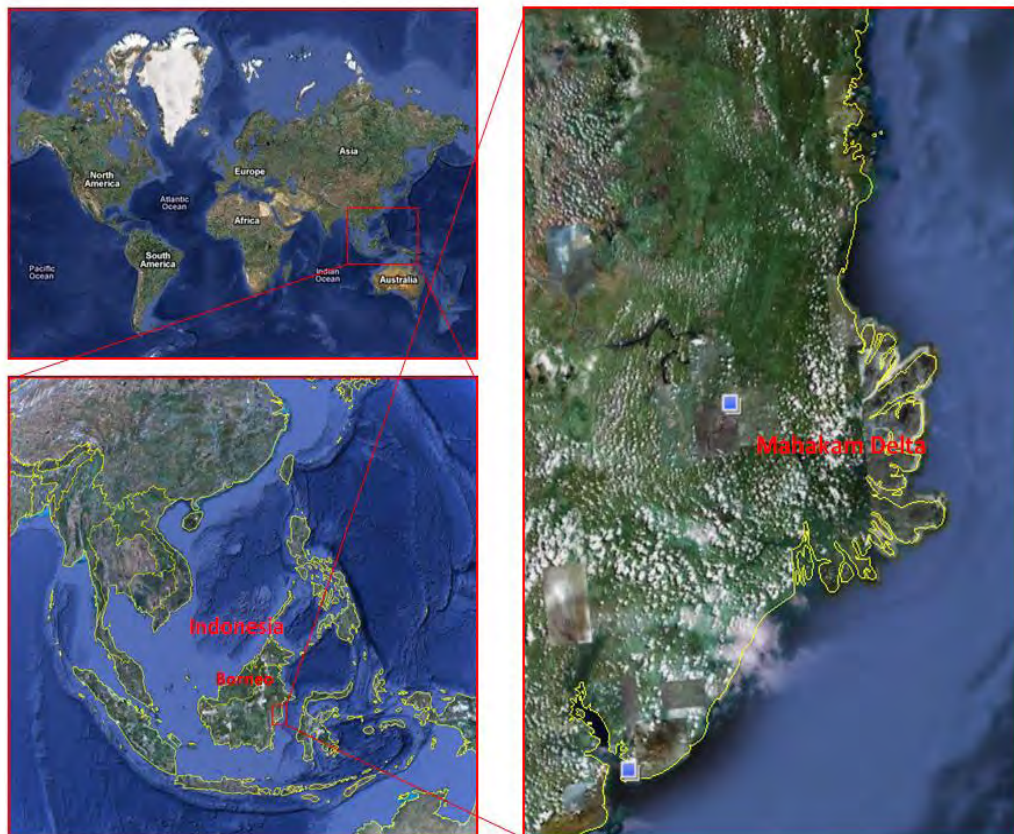 North
America
Atlantic
Ocean
Europe
Asia
Africa
Pacific
Ocean
South
America
Indian
Ocean
Australia
Indonesia
Borneo
Mahakam Delta